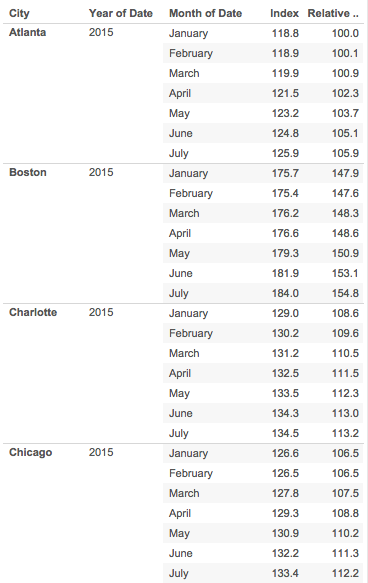 City Year of Date Month of Date Index Relative ..
Atlanta 2015 January 118.8 100.0
February 118.9 100.1
March 119.9 100.9
April 121.5 102.3
May 123.2 103.7
June 124.8 105.1
July 125.9 105.9
Boston 2015 January 175.7 147.9
February 175.4 147.6
March 176.2 148.3
April 176.6 148.6
May 179.3 150.9
June 181.9 153.1
July 184.0 154.8
Charlotte 2015 January 129.0 108.6
February 130.2 109.6
March 131.2 110.5
April 132.5 111.5
May 133.5 112.3
June 134.3 113.0
July 134.5 113.2
Chicago 2015 January 126.6 106.5
February 126.5 106.5
March 127.8 107.5
April 129.3 108.8
May 130.9 110.2
June 132.2 111.3
July 133.4 112.2